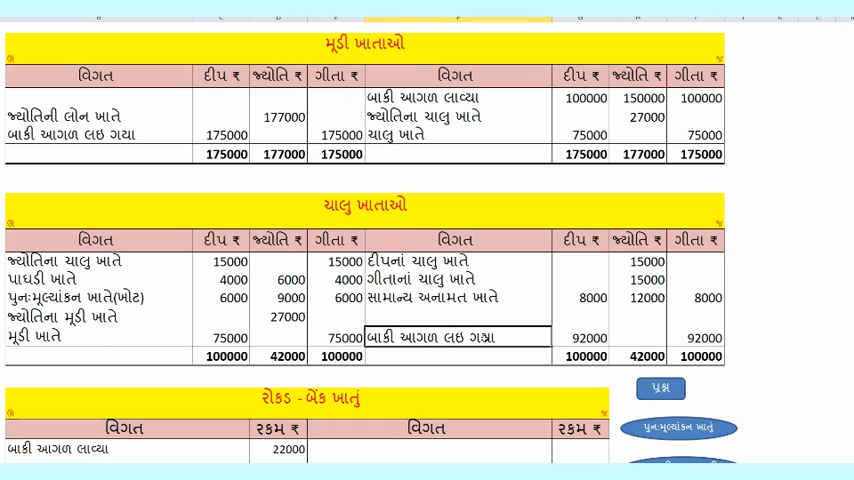 મૂડી ખાતાઓ
ઉ જ
વિગત દીપ ₹ જ્યોતિ ₹ ગીતા ₹ વિગત દીપ ₹ જ્યોતિ ₹ ગીતા ₹
બાકી આગળ લાવ્યા 100000 150000 100000
જ્યોતિની લોન ખાતે 177000 જ્યોતિના ચાલુ ખાતે 27000
બાકી આગળ લઇ ગયા 175000 175000 ચાલુ ખાતે 75000 75000
175000 177000 175000 175000 177000 175000
ચાલુ ખાતાઓ
ઉ જ
વિગત દીપ ₹ જ્યોતિ ₹ ગીતા ₹ વિગત દીપ ₹ જ્યોતિ ₹ ગીતા ₹
જ્યોતિના ચાલુ ખાતે 15000 15000 દીપનાં ચાલુ ખાતે 15000
પાઘડી ખાતે 4000 6000 4000 ગીતાનાં ચાલુ ખાતે 15000
પુનઃમૂલ્યાંકન ખાતે(ખોટ) 6000 9000 6000 સામાન્ય અનામત ખાતે 8000 12000 8000
જ્યોતિના મૂડી ખાતે 27000
મૂડી ખાતે 75000 75000 બાકી આગળ લઇ ગયા 92000 92000
100000 42000 100000 100000 42000 100000
પ્રશ્ન
રોકડ - બેંક ખાતું
ઉ જ
વિગત રકમ ₹ વિગત રકમ ₹
પુનઃમૂલ્યાંકન ખાતું
બાકી આગળ લાવ્યા 22000